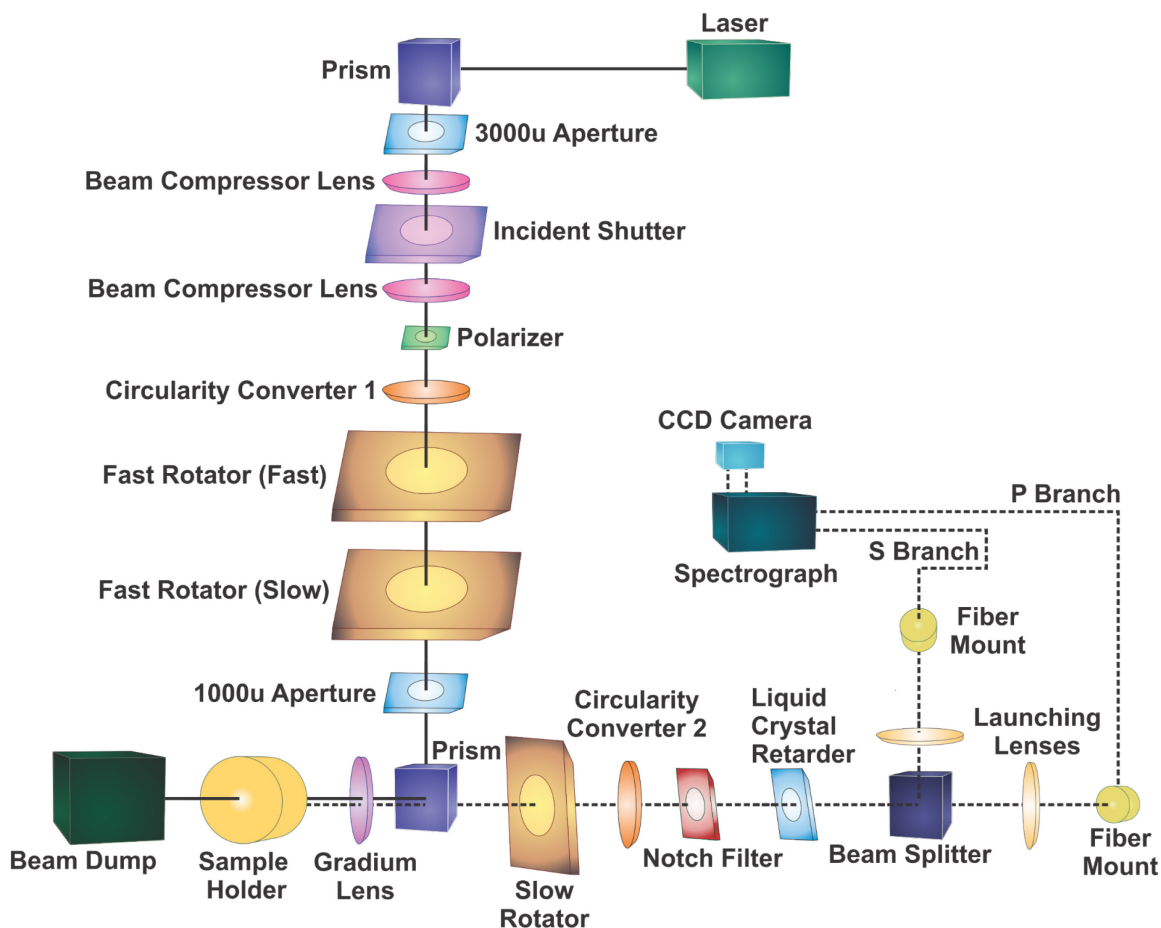 Laser
Prism
3000u Aperture
Beam Compressor Lens
Incident Shutter
Beam Compressor Lens
Polarizer
Circularity Converter 1
CCD Camera
Fast Rotator (Fast)
P Branch
S Branch
Spectrograph
Fast Rotator (Slow)
Fiber
Mount
1000u Aperture
Circularity
Converter 2
Liquid
Crystal
Retarder
Launching
Lenses
Prism
Beam Dump
Sample
Holder
Gradium
Lens
Slow
Rotator
Notch Filter
Beam Splitter
Fiber
Mount